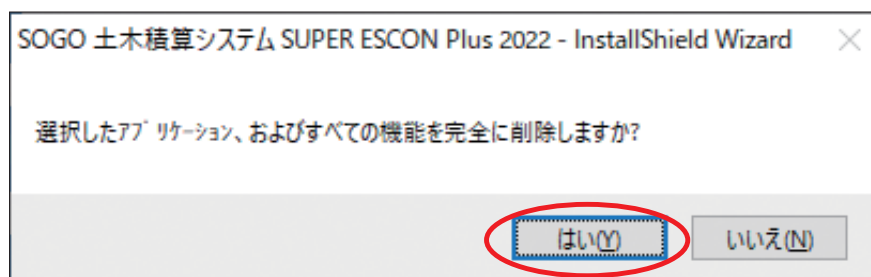 SOGO 土木積算システム SUPER ESCON Plus 2022 - InstallShield Wizard
選択したｱﾌﾟﾘｹｰｼｮﾝ、およびすべての機能を完全に削除しますか?
はい(Y)
いいえ(N)